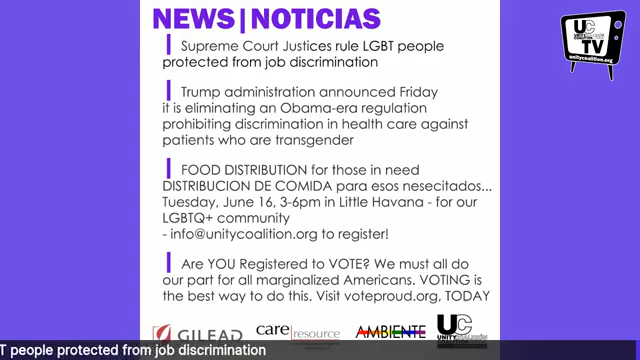 NEWS|NOTICIAS
UC
UNITY COALITION
TV
unitycoalition.org
Supreme Court Justices rule LGBT people
protected from job discrimination
Trump administration announced Friday
it is eliminating an Obama-era regulation
prohibiting discrimination in health care against
patients who are transgender
FOOD DISTRIBUTION for those in need
DISTRIBUCION DE COMIDA para esos nesecitados...
Tuesday, June 16, 3-6pm in Little Havana - for our
LGBTQ+ community
- info@unitycoalition.org to register!
Are YOU Registered to VOTE? We must all do
our part for all marginalized Americans. VOTING is
the best way to do this. Visit voteproud.org, TODAY
GILEAD care resource AMBIENTE UC
T people protected from job discrimination